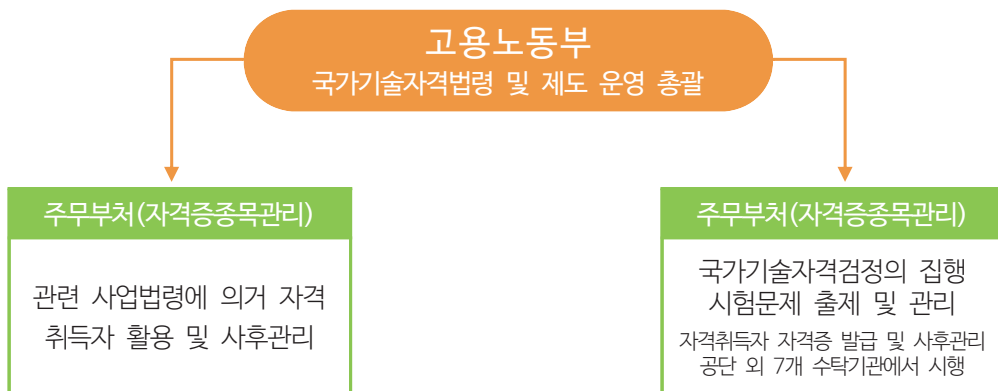 고용노동부
국가기술자격법령 및 제도 운영 총괄
주무부처(자격증종목관리)
관련 사업법령에 의거 자격
취득자 활용 및 사후관리
주무부처(자격증종목관리)
국가기술자격검정의 집행
시험문제 출제 및 관리
자격취득자 자격증 발급 및 사후관리
공단 외 7개 수탁기관에서 시행